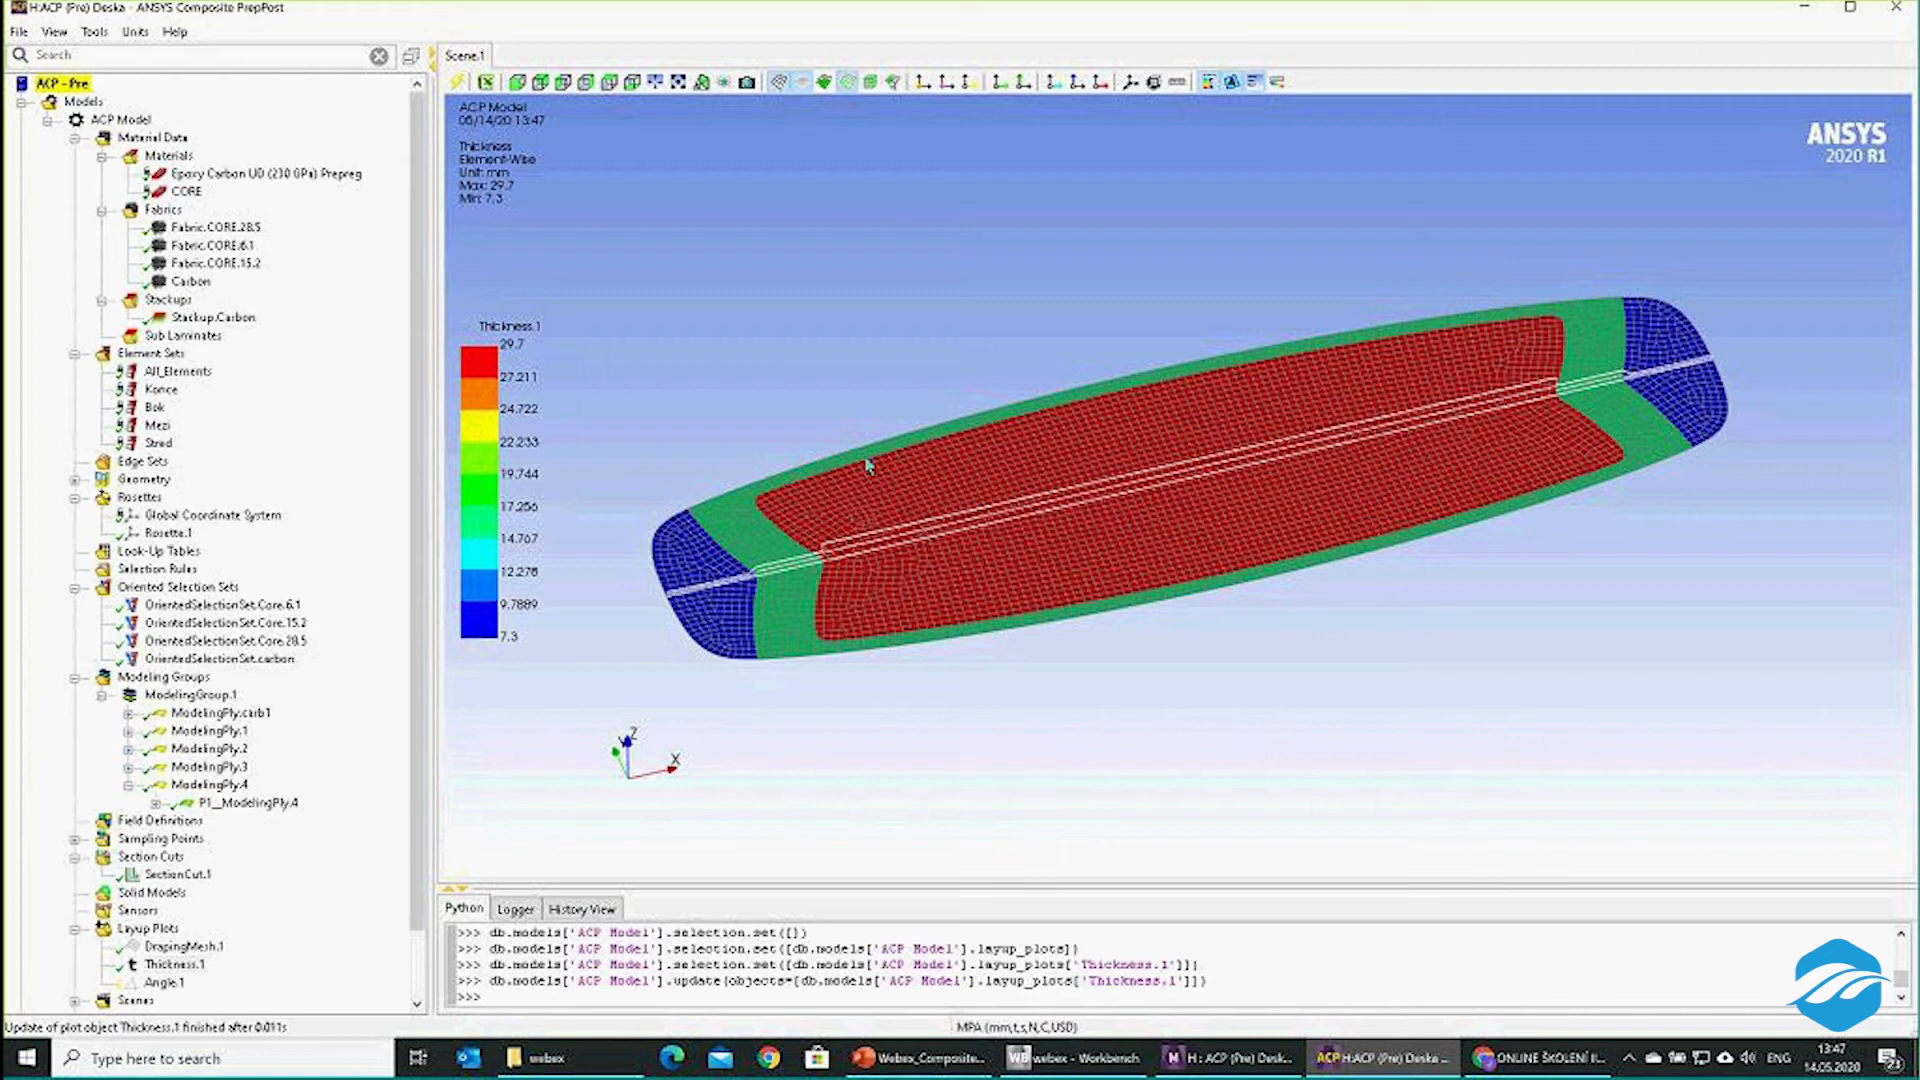 H:ACP (Pre) Deska - ANSYS Composite PrepPost
File View Tools Units Help
Search
Scene.1
ACP - Pre
Models
ACP Model
Material Data
Materials
Epoxy Carbon UD (230 GPa) Prepreg
CORE
Fabrics
Fabric.CORE.28.5
Fabric.CORE.6.1
Fabric.CORE.15.2
Carbon
Stackups
Stackup.Carbon
Sub Laminates
Element Sets
All_Elements
Konce
Bok
Mezi
Stred
Edge Sets
Geometry
Rosettes
Global Coordinate System
Rosette.1
Look-Up Tables
Selection Rules
Oriented Selection Sets
OrientedSelectionSet.Core.6.1
OrientedSelectionSet.Core.15.2
OrientedSelectionSet.Core.28.5
OrientedSelectionSet.carbon
Modeling Groups
ModelingGroup.1
ModelingPly.carb1
ModelingPly.1
ModelingPly.2
ModelingPly.3
ModelingPly.4
P1__ModelingPly.4
Field Definitions
Sampling Points
Section Cuts
SectionCut.1
Solid Models
Sensors
Layup Plots
DrapingMesh.1
Thickness.1
Angle.1
Scenes
ACP Model
05/14/20 13:47
Thickness
Element-Wise
Unit: mm
Max: 29.7
Min: 7.3
ANSYS
2020 R1
Thickness.1
29.7
27.211
24.722
22.233
19.744
17.256
14.767
12.278
9.7889
7.3
Z
X
Python Logger History View
>>> db.models['ACP Model'].selection.set([])
>>> db.models['ACP Model'].selection.set([db.models['ACP Model'].layup_plots])
>>> db.models['ACP Model'].selection.set([db.models['ACP Model'].layup_plots['Thickness.1']])
>>> db.models['ACP Model'].update(objects=[db.models['ACP Model'].layup_plots['Thickness.1']])
>>>
Update of plot object Thickness.1 finished after 0.011s
MPA (mm,t,s,N,C,USD)
Type here to search
webex
Webex_Composite...
webex - Workbench
H : ACP (Pre) Desk...
H:ACP (Pre) Deska ...
ONLINE ŠKOLENÍ II...
ENG
13:47
14.05.2020